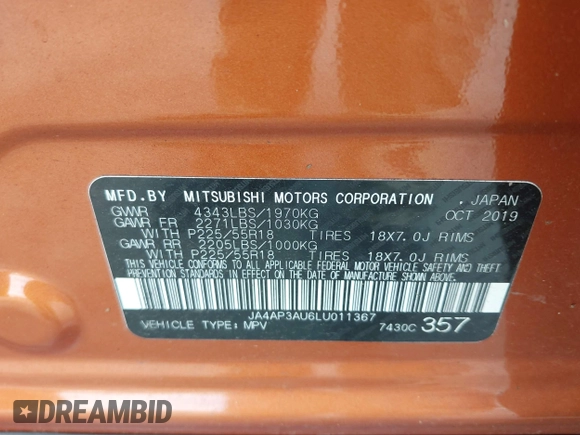 MFD.BY MITSUBISHI MOTORS CORPORATION , JAPAN
GVWR 4343LBS/1970KG OCT 2019
GAWR FR 2271LBS/1030KG
WITH P225/55R18 TIRES 18X7.0J RIMS
GAWR RR 2205LBS/1000KG
WITH P225/55R18 TIRES 18X7.0J RIMS
THIS VEHICLE CONFORMS TO ALL APPLICABLE FEDERAL MOTOR VEHICLE SAFETY AND THEFT
PREVENTION STANDARDS IN EFFECT ON THE DATE OF MANUFACTURE SHOWN ABOVE.
JA4AP3AU6LU011367
VEHICLE TYPE: MPV 7430C 357
DREAMBID